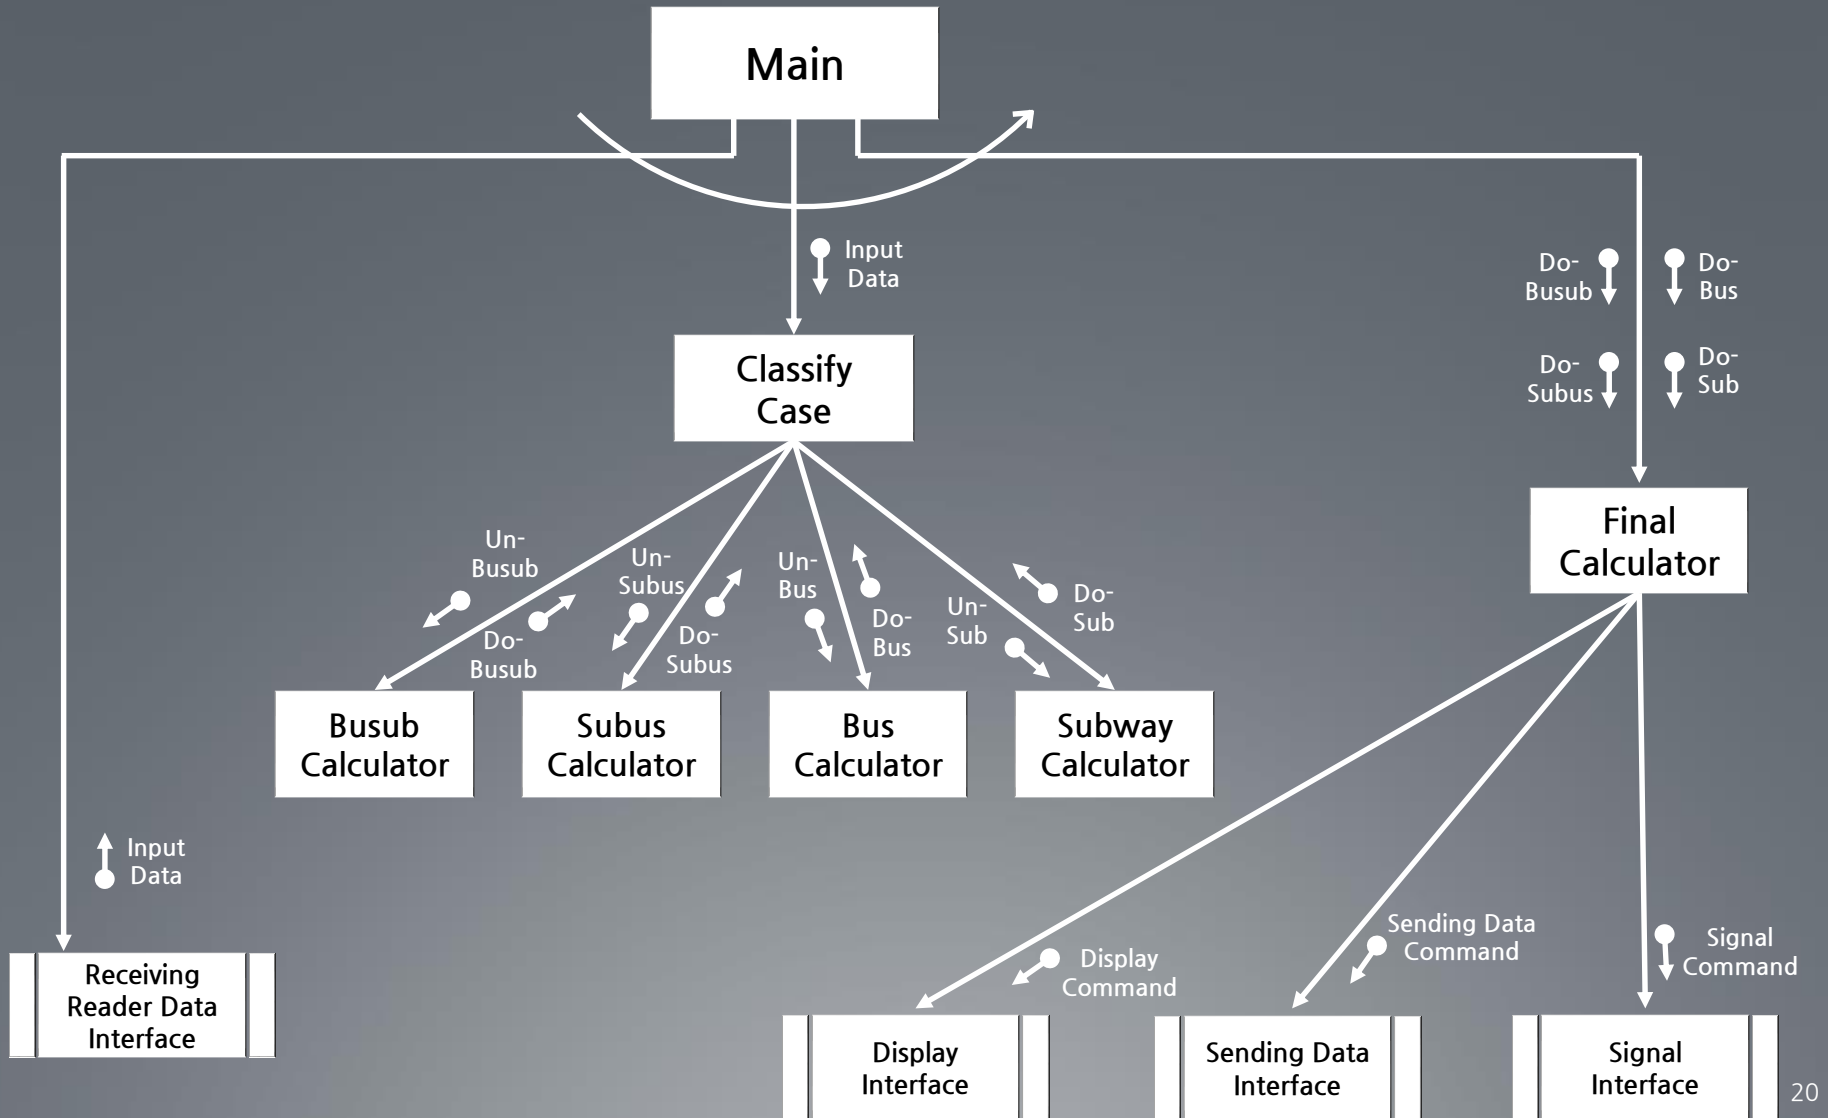 Main
Input
Data
Do-
Busub
Do-
Bus
Do-
Subus
Do-
Sub
Classify
Case
Final
Calculator
Un-
Busub
Do-
Busub
Un-
Subus
Do-
Subus
Un-
Bus
Do-
Bus
Un-
Sub
Do-
Sub
Busub
Calculator
Subus
Calculator
Bus
Calculator
Subway
Calculator
Input
Data
Receiving
Reader Data
Interface
Display
Command
Sending Data
Command
Signal
Command
Display
Interface
Sending Data
Interface
Signal
Interface
20